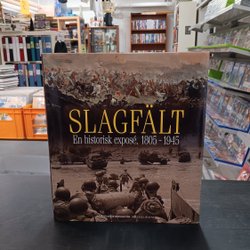 SLAGFÄLT
En historisk exposé, 1805-1945